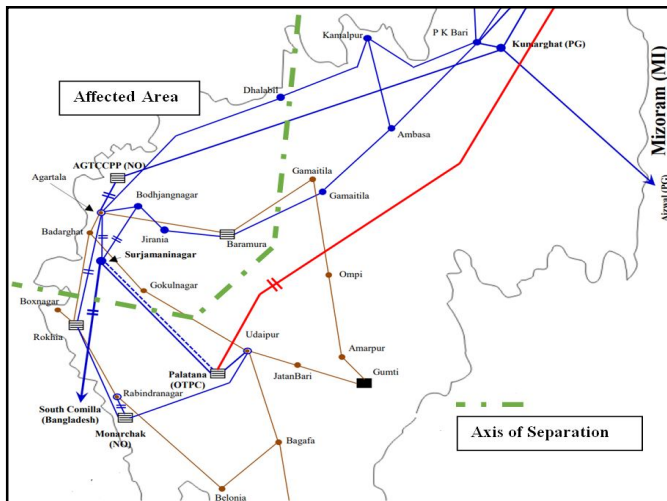 Kamalpur
P K Bari
Kumarghat (PG)
Mizoram (MI)
Dhalabil
Affected Area
Ambasa
AGTCCPP (NO)
Gamaitila
Aizwal (PG)
Agartala
Bodhjangnagar
Gamaitila
Badarghat
Jirania
Baramura
Surjamaninagar
Ompi
Gokulnagar
Boxnagar
Rokhia
Udaipur
Amarpur
Palatana
(OTPC)
JatanBari
Gumti
Rabindranagar
South Comilla
(Bangladesh)
Monarchak
(NO)
Axis of Separation
Bagafa
Belonia